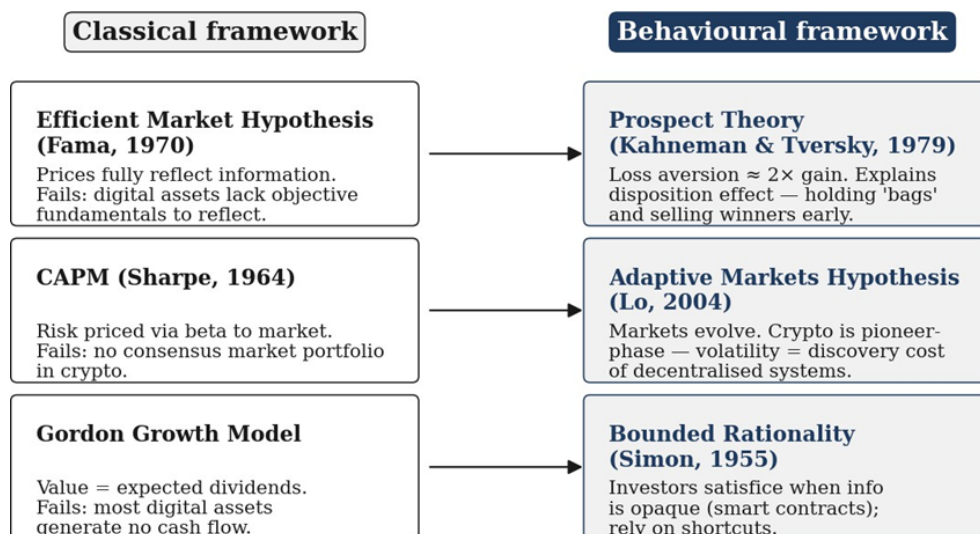 Classical framework
Behavioural framework
Efficient Market Hypothesis
(Fama, 1970)
Prices fully reflect information.
Fails: digital assets lack objective
fundamentals to reflect.
Prospect Theory
(Kahneman & Tversky, 1979)
Loss aversion ≈ 2× gain. Explains
disposition effect — holding 'bags'
and selling winners early.
CAPM (Sharpe, 1964)
Risk priced via beta to market.
Fails: no consensus market portfolio
in crypto.
Adaptive Markets Hypothesis
(Lo, 2004)
Markets evolve. Crypto is pioneer-
phase — volatility = discovery cost
of decentralised systems.
Gordon Growth Model
Value = expected dividends.
Fails: most digital assets
generate no cash flow.
Bounded Rationality
(Simon, 1955)
Investors satisfice when info
is opaque (smart contracts);
rely on shortcuts.